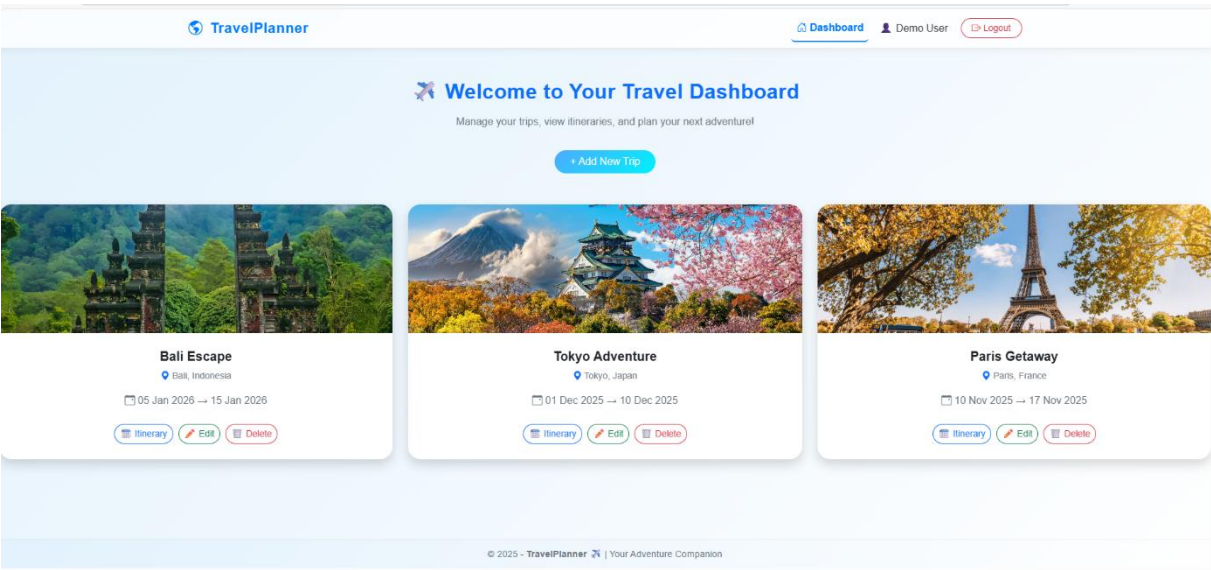 TravelPlanner
Dashboard Demo User Logout
Welcome to Your Travel Dashboard
Manage your trips, view itineraries, and plan your next adventure!
+ Add New Trip
Bali Escape
Bali, Indonesia
05 Jan 2026 → 15 Jan 2026
Itinerary Edit Delete
Tokyo Adventure
Tokyo, Japan
01 Dec 2025 → 10 Dec 2025
Itinerary Edit Delete
Paris Getaway
Paris, France
10 Nov 2025 → 17 Nov 2025
Itinerary Edit Delete
© 2025 - TravelPlanner ✈️ | Your Adventure Companion